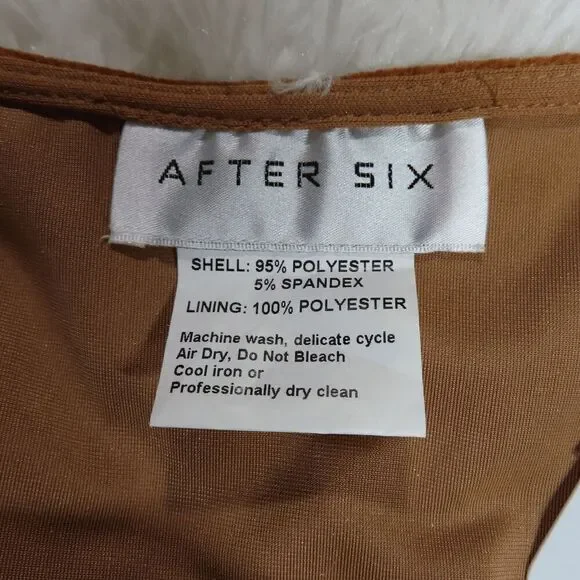 AFTER SIX
SHELL: 95% POLYESTER
5% SPANDEX
LINING: 100% POLYESTER
Machine wash, delicate cycle
Air Dry, Do Not Bleach
Cool iron or
Professionally dry clean